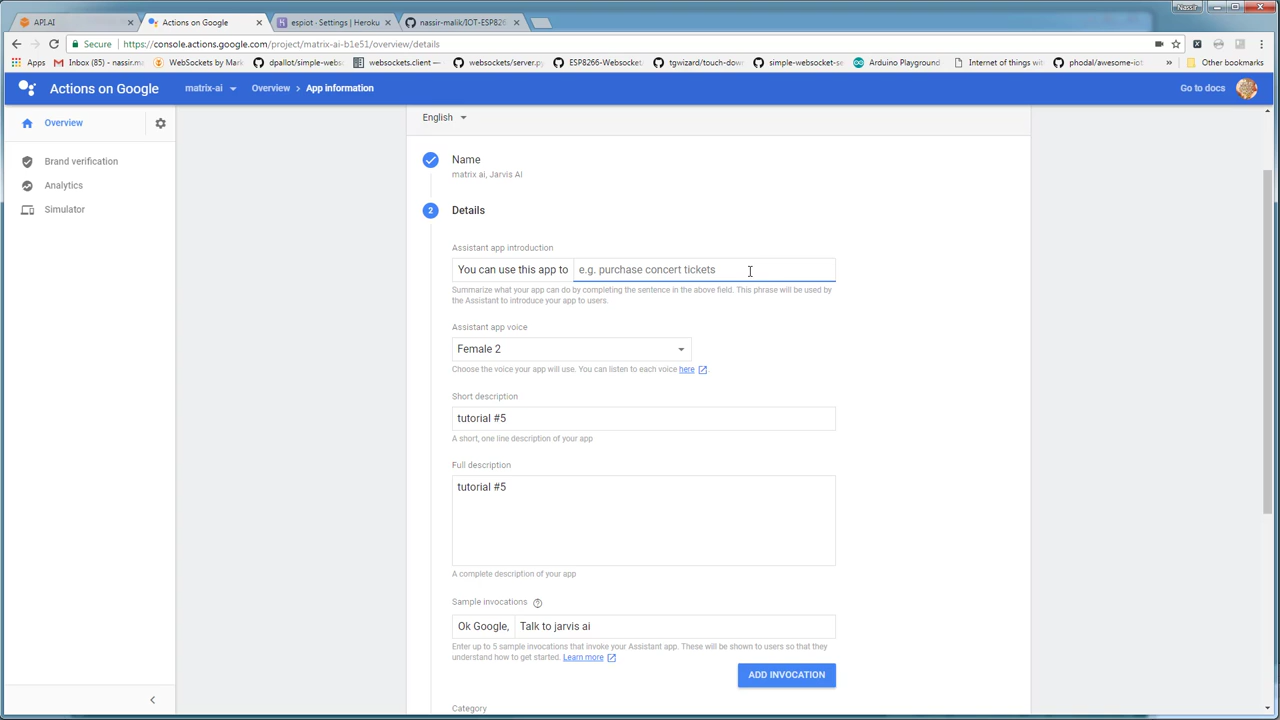 Nassir
API.AI
Actions on Google
espiot · Settings | Heroku
nassir-malik/IOT-ESP826
Secure
https://console.actions.google.com/project/matrix-ai-b1e51/overview/details
Apps
Inbox (85) - nassir.m
WebSockets by Mark
dpallot/simple-webs
websockets.client —
websockets/server.py
ESP8266-Websocket
tgwizard/touch-down
simple-websocket-se
Arduino Playground
Internet of things wi
phodal/awesome-iot
»
Other bookmarks
Actions on Google
matrix-ai
Overview > App information
Go to docs
Overview
Brand verification
Analytics
Simulator
English
Name
matrix ai, Jarvis Ai
2 Details
Assistant app introduction
You can use this app to e.g. purchase concert tickets
Summarize what your app can do by completing the sentence in the above field. This phrase will be used by
the Assistant to introduce your app to users.
Assistant app voice
Female 2
Choose the voice your app will use. You can listen to each voice here .
Short description
tutorial #5
A short, one line description of your app
Full description
tutorial #5
A complete description of your app
Sample invocations ?
Ok Google, Talk to jarvis ai
Enter up to 5 sample invocations that invoke your Assistant app. These will be shown to users so that they
understand how to get started. Learn more
ADD INVOCATION
Category